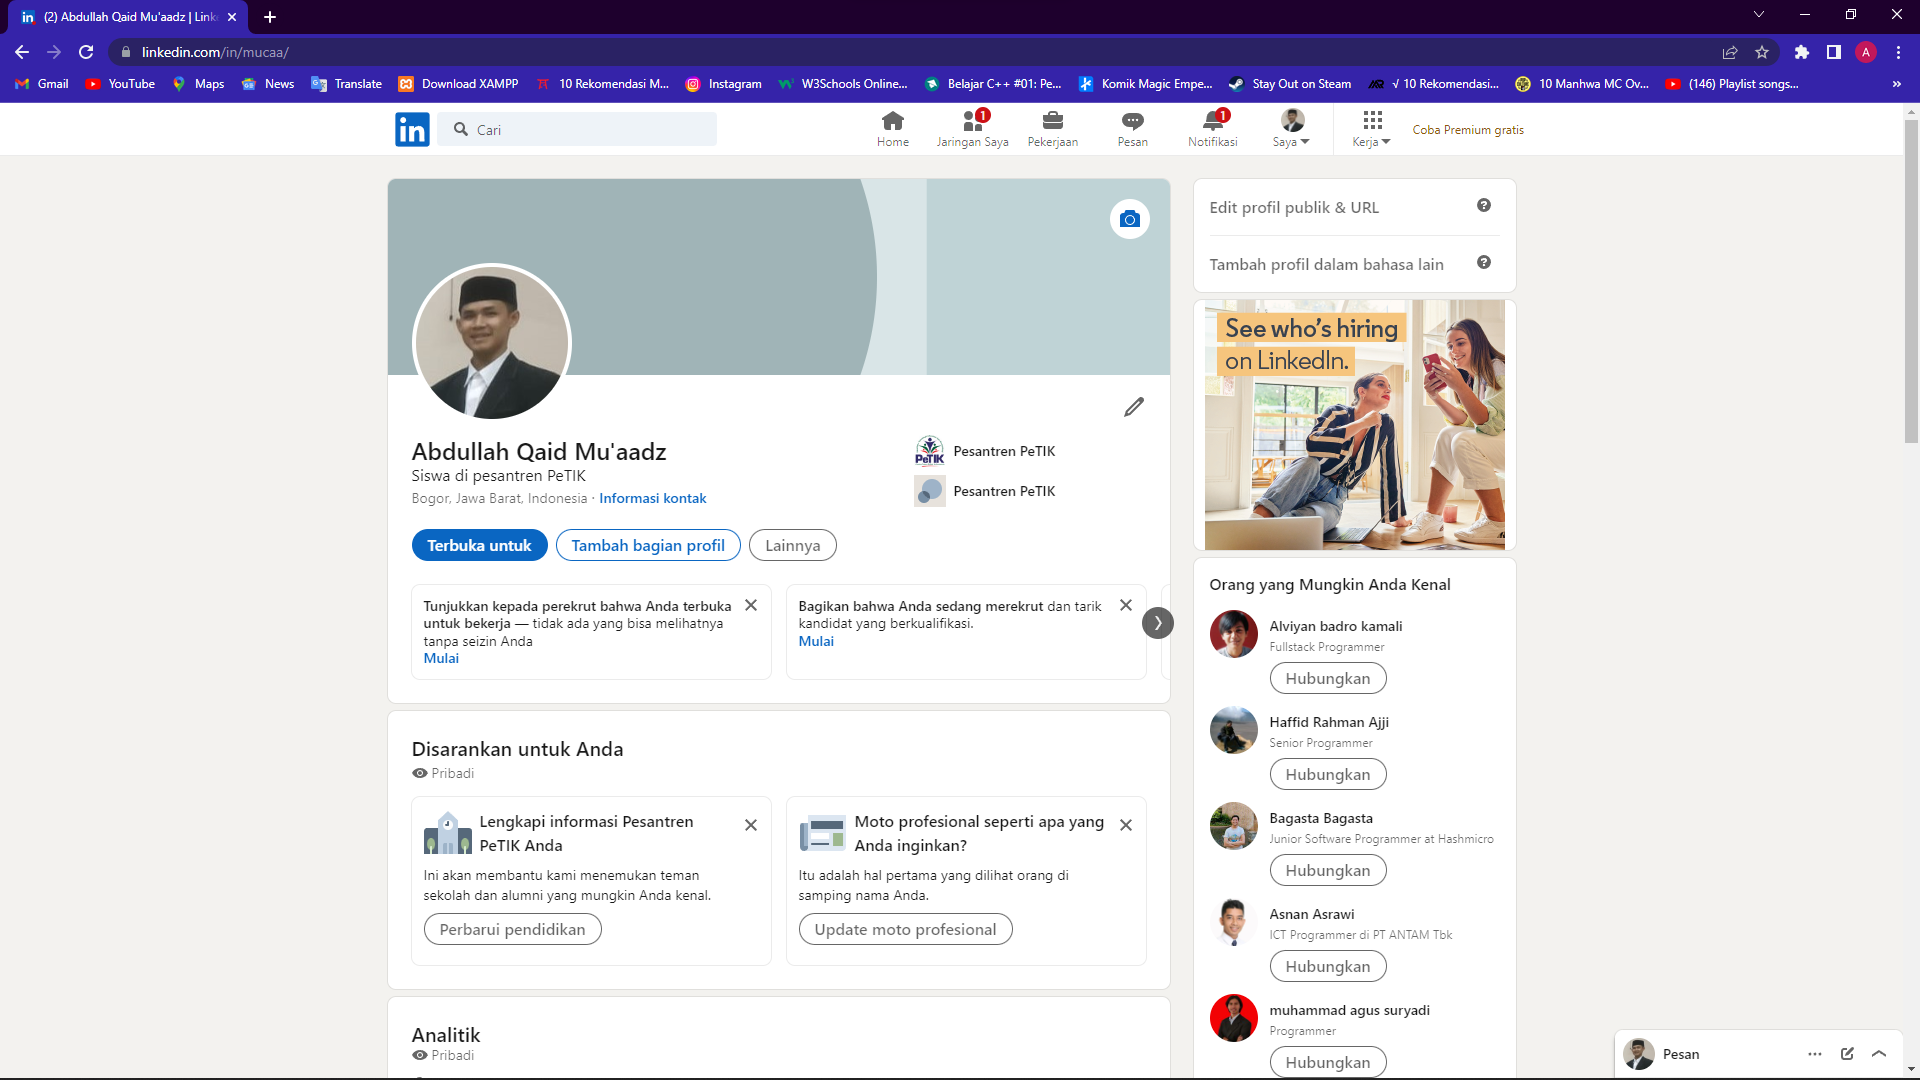 (2) Abdullah Qaid Mu'aadz | Link
linkedin.com/in/mucaa/
A
Gmail
YouTube
Maps
News
Translate
Download XAMPP
10 Rekomendasi M...
Instagram
W3Schools Online...
Belajar C++ #01: Pe...
Komik Magic Empe...
Stay Out on Steam
√ 10 Rekomendasi...
10 Manhwa MC Ov...
(146) Playlist songs...
in
Cari
Home
1
Jaringan Saya
Pekerjaan
Pesan
1
Notifikasi
Saya
Kerja
Coba Premium gratis
Abdullah Qaid Mu'aadz
Siswa di pesantren PeTIK
Bogor, Jawa Barat, Indonesia · Informasi kontak
PeTIK
Pesantren PeTIK
Pesantren PeTIK
Terbuka untuk
Tambah bagian profil
Lainnya
Tunjukkan kepada perekrut bahwa Anda terbuka
untuk bekerja — tidak ada yang bisa melihatnya
tanpa seizin Anda
Mulai
Bagikan bahwa Anda sedang merekrut dan tarik
kandidat yang berkualifikasi.
Mulai
Disarankan untuk Anda
Pribadi
Lengkapi informasi Pesantren
PeTIK Anda
Ini akan membantu kami menemukan teman
sekolah dan alumni yang mungkin Anda kenal.
Perbarui pendidikan
Moto profesional seperti apa yang
Anda inginkan?
Itu adalah hal pertama yang dilihat orang di
samping nama Anda.
Update moto profesional
Analitik
Pribadi
Edit profil publik & URL
Tambah profil dalam bahasa lain
See who's hiring
on LinkedIn.
Orang yang Mungkin Anda Kenal
Alviyan badro kamali
Fullstack Programmer
Hubungkan
Haffid Rahman Ajji
Senior Programmer
Hubungkan
Bagasta Bagasta
Junior Software Programmer at Hashmicro
Hubungkan
Asnan Asrawi
ICT Programmer di PT ANTAM Tbk
Hubungkan
muhammad agus suryadi
Programmer
Hubungkan
Pesan